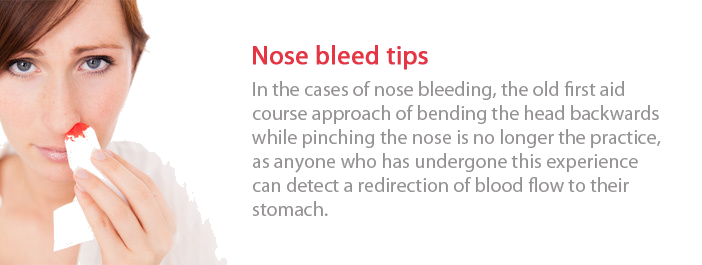 Nose bleed tips
In the cases of nose bleeding, the old first aid
course approach of bending the head backwards
while pinching the nose is no longer the practice,
as anyone who has undergone this experience
can detect a redirection of blood flow to their
stomach.